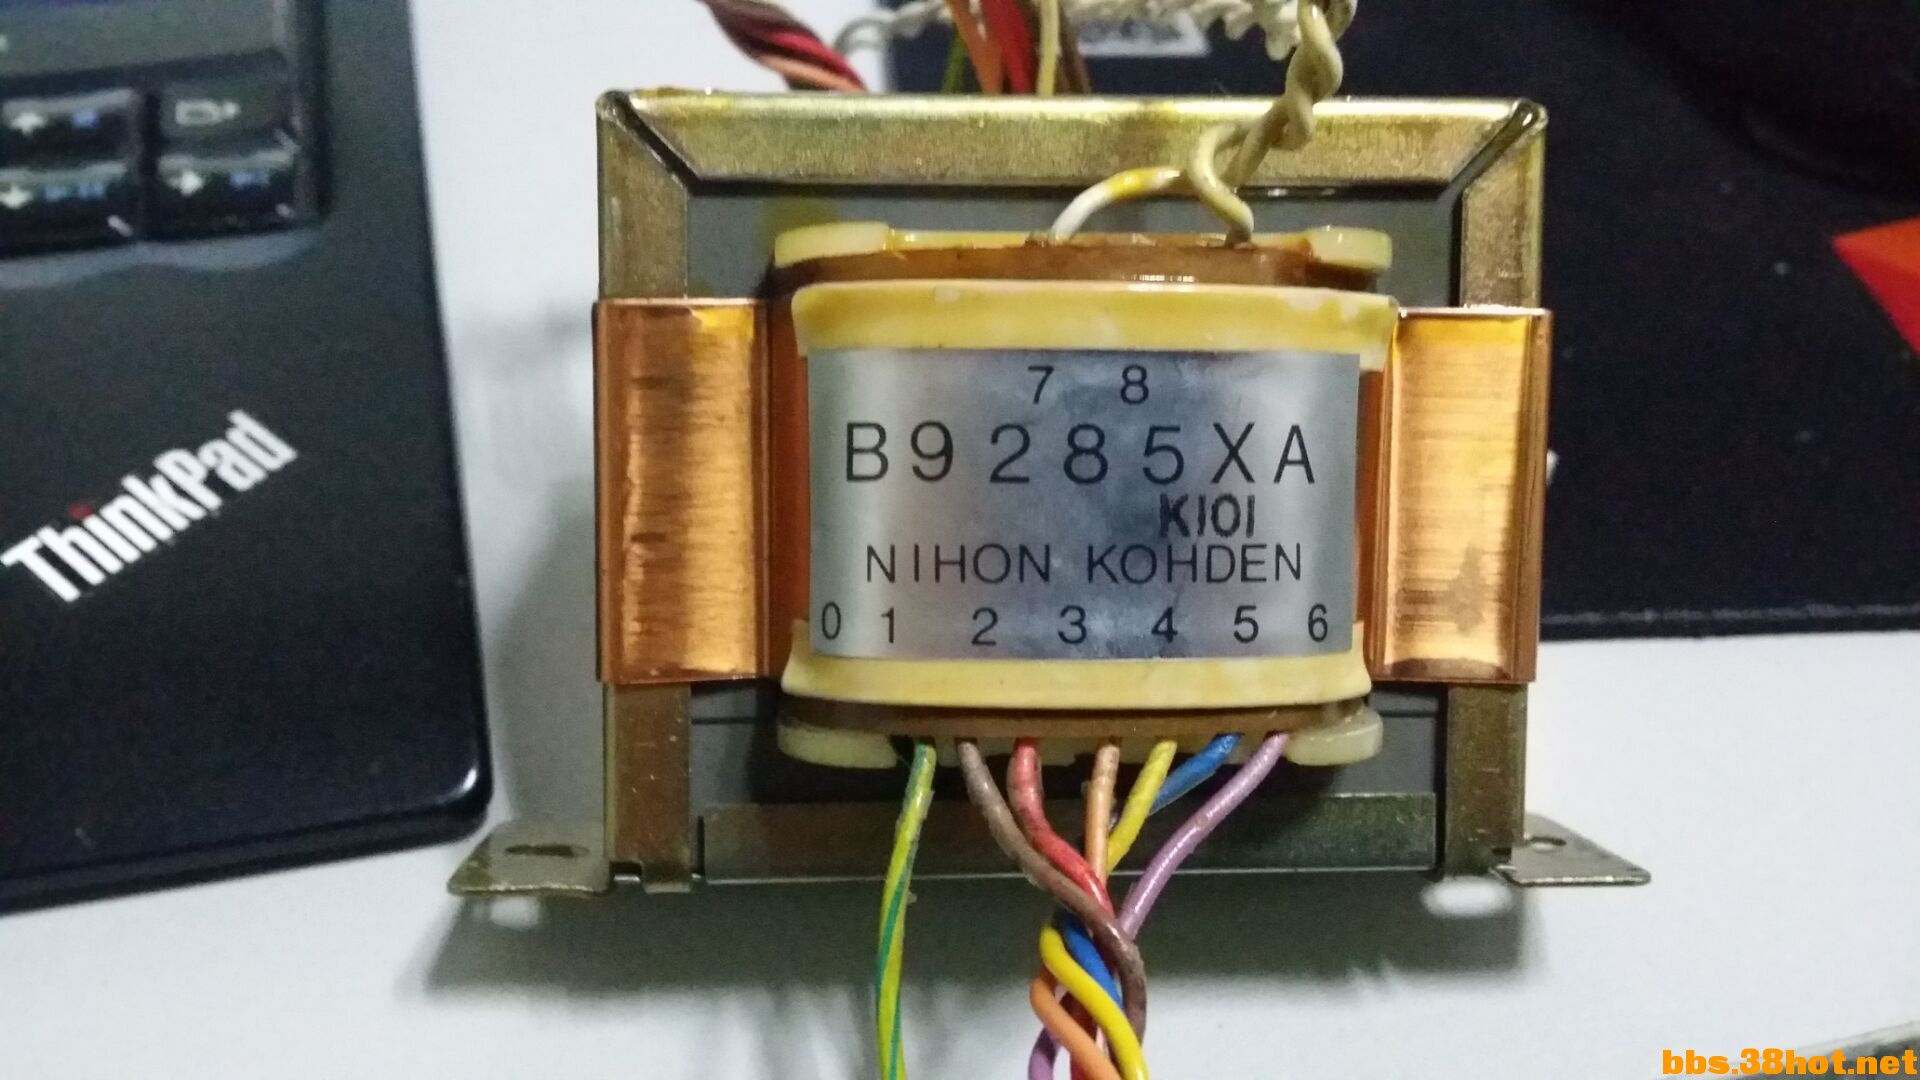 ThinkPad
7 8
B9285XA
K101
NIHON KOHDEN
0 1 2 3 4 5 6
bbs.38hot.net